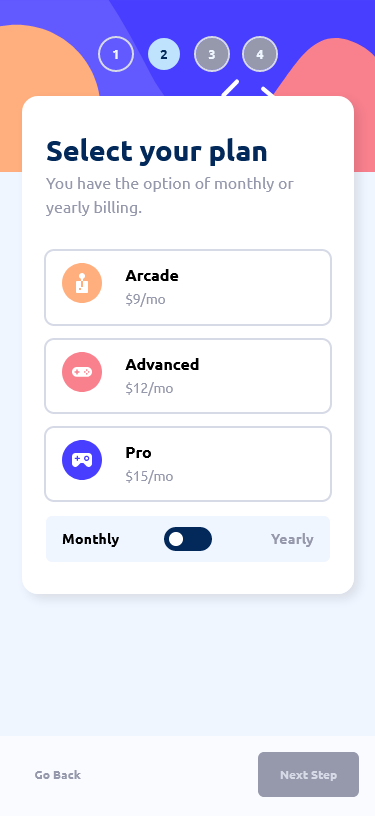 1 2 3 4
Select your plan
You have the option of monthly or
yearly billing.
Arcade
$9/mo
Advanced
$12/mo
Pro
$15/mo
Monthly Yearly
Go Back Next Step